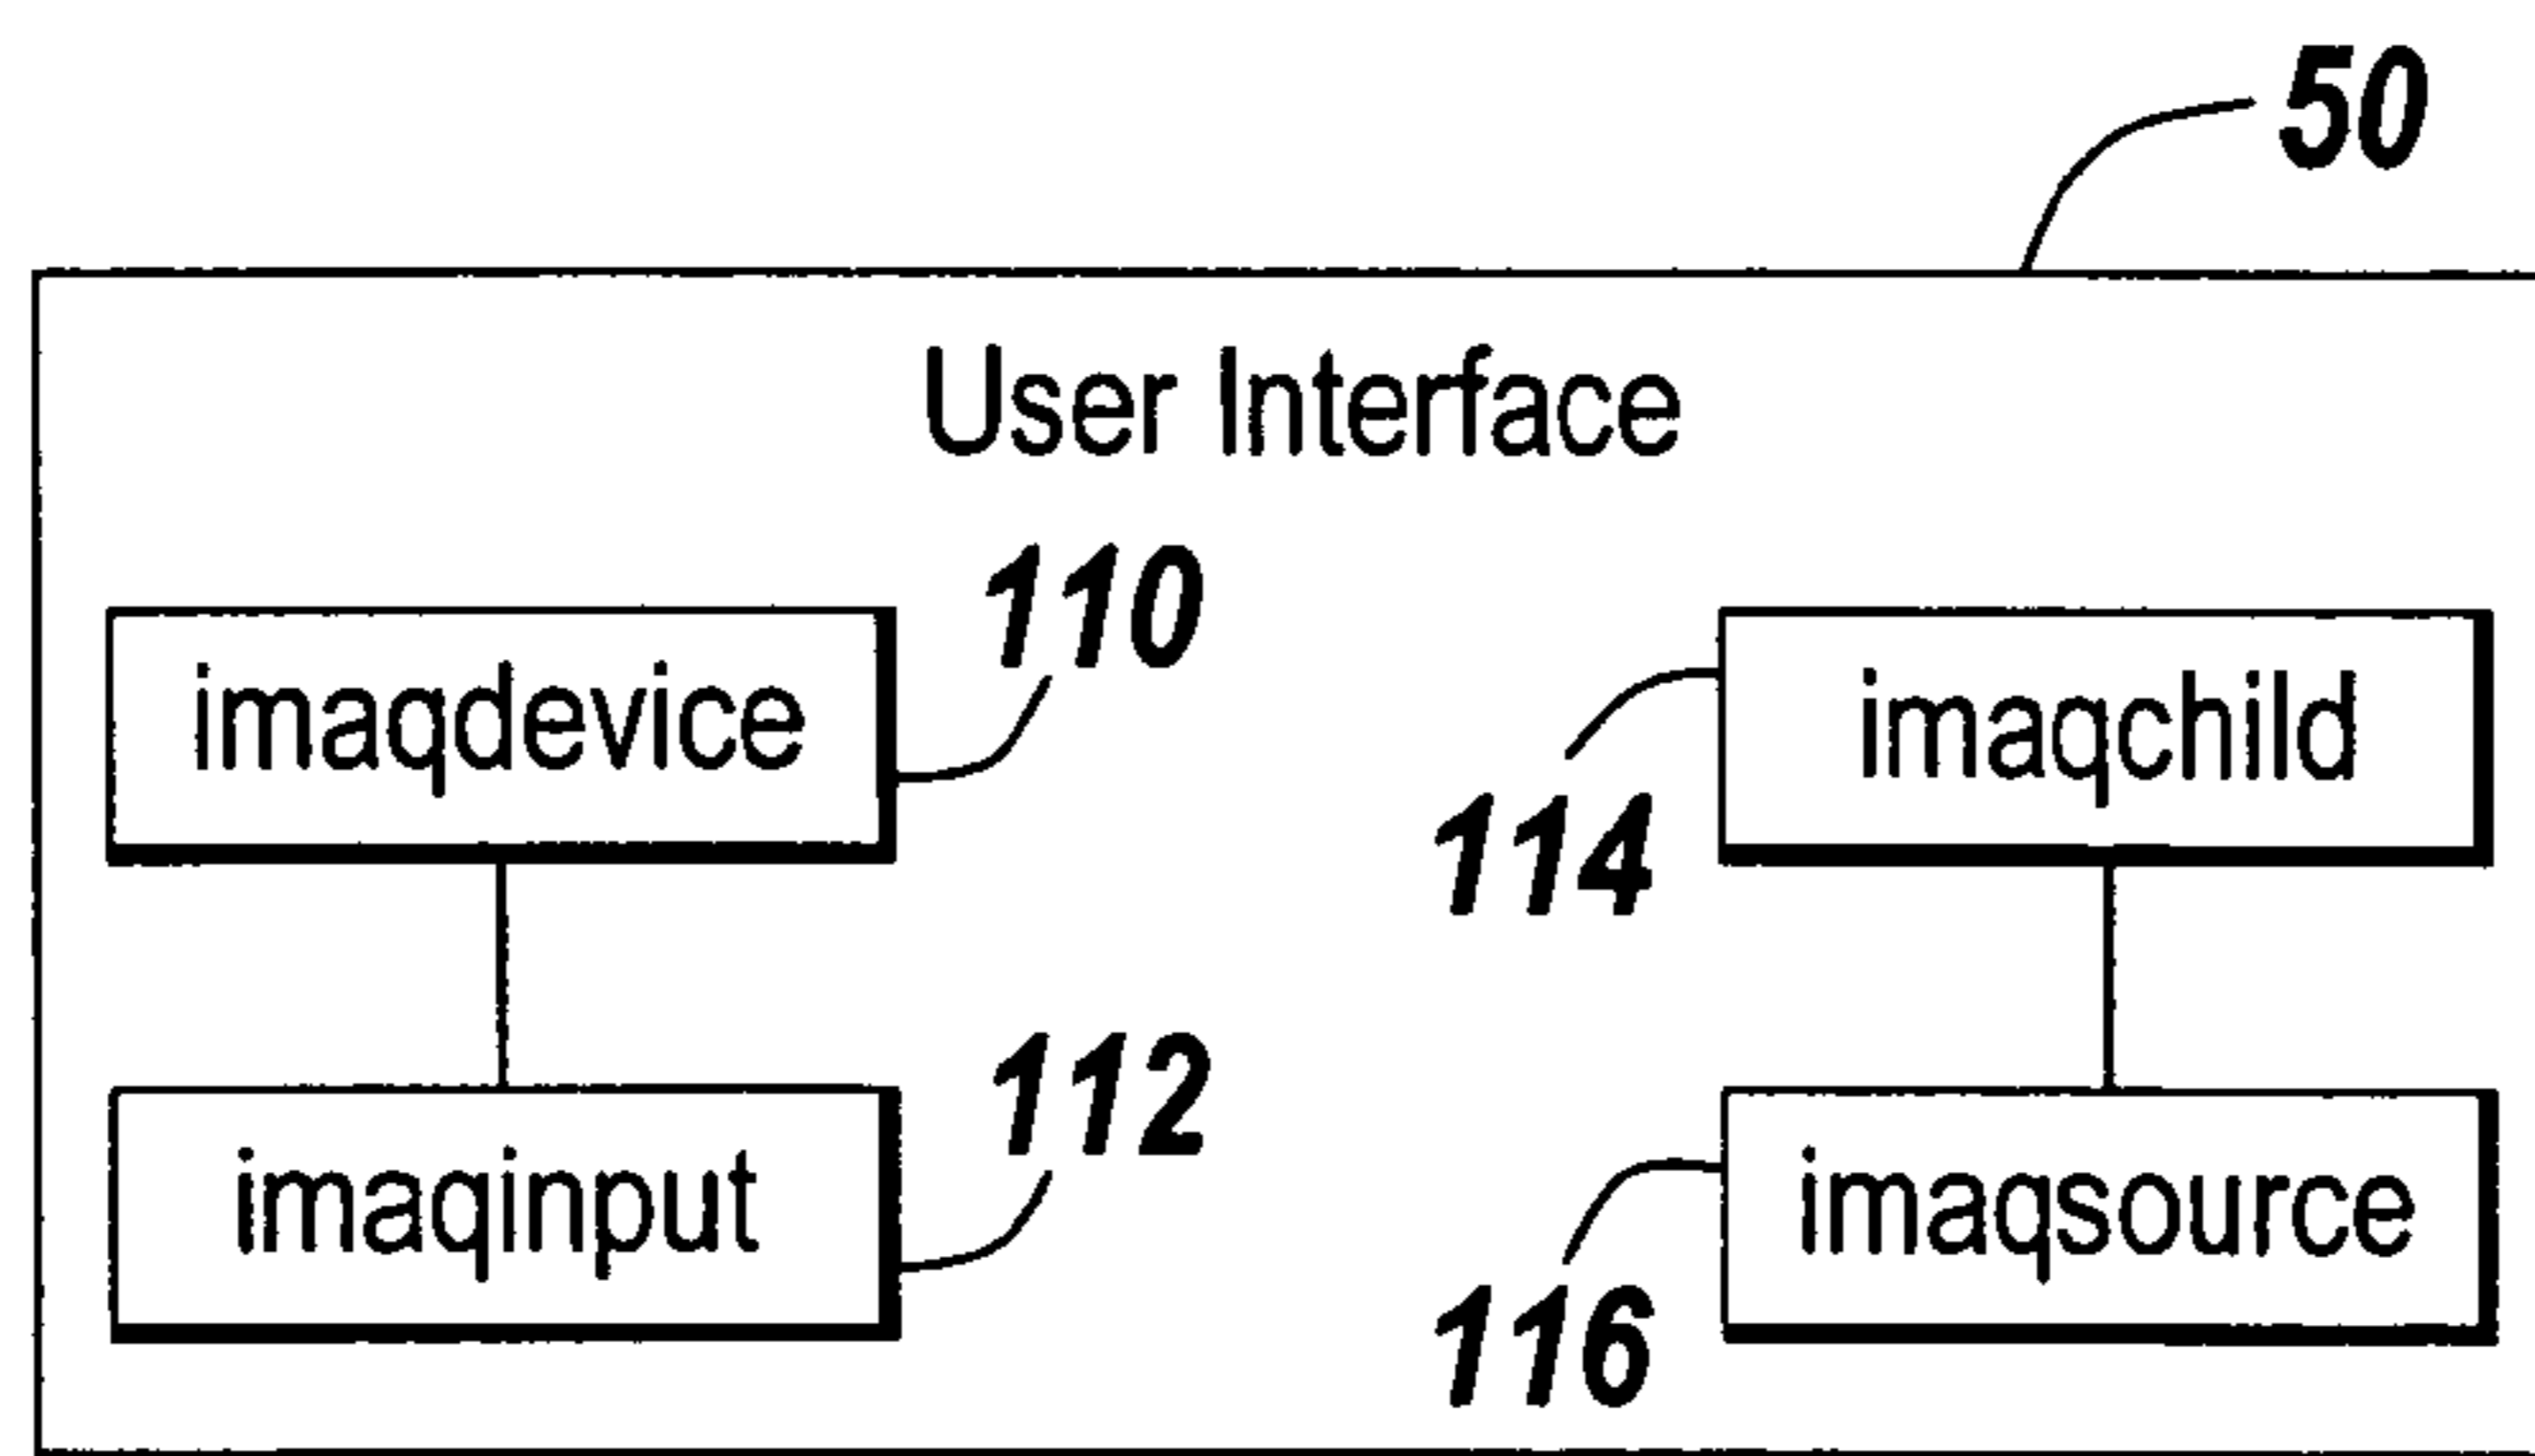 50
User Interface
110
imaqdevice
imaqchild
114
112
imaqinput
imaqsource
116